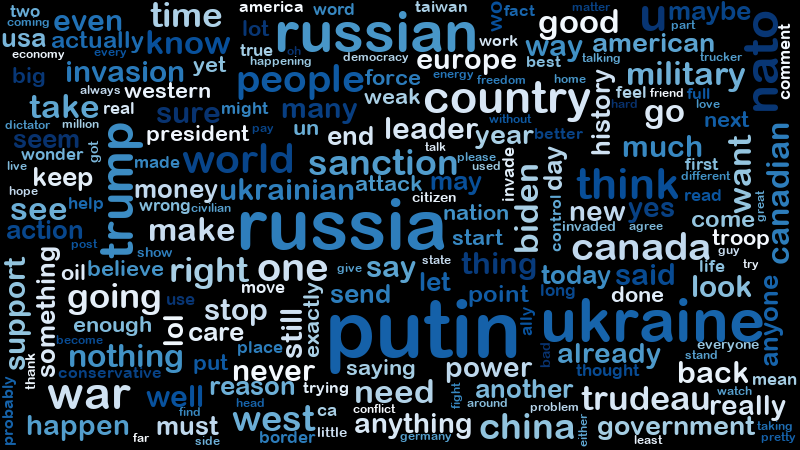 two even time america word taiwan wo fact matter maybe
coming russian good u part
usa actually know lot work way american nato comment
economy every true oh happening democracy europe best talking trucker
big invasion yet people force energy freedom home military
always western weak country feel friend full
take real sure might many history go hard love next
dictator million president pay un end leader year without better
seem trump world talk please invade day much first want canadian
wonder got made sanction used different
live keep money ukrainian attack may biden think read
hope see help wrong civilian citizen control new yes come great
action make russia nation invaded agree troop
post show start canada guy
support something oil believe right one give say state thing today said life try
going move let exactly send point long done look anyone
use stop putin ally ukraine
enough lol care still everyone
become nothing place saying power bad already stand
thank conservative put never thought back mean
probably war well reason trying need fight another trudeau really watch
find head west ca conflict around problem
happen must border little anything germany china either government taking
far side least pretty